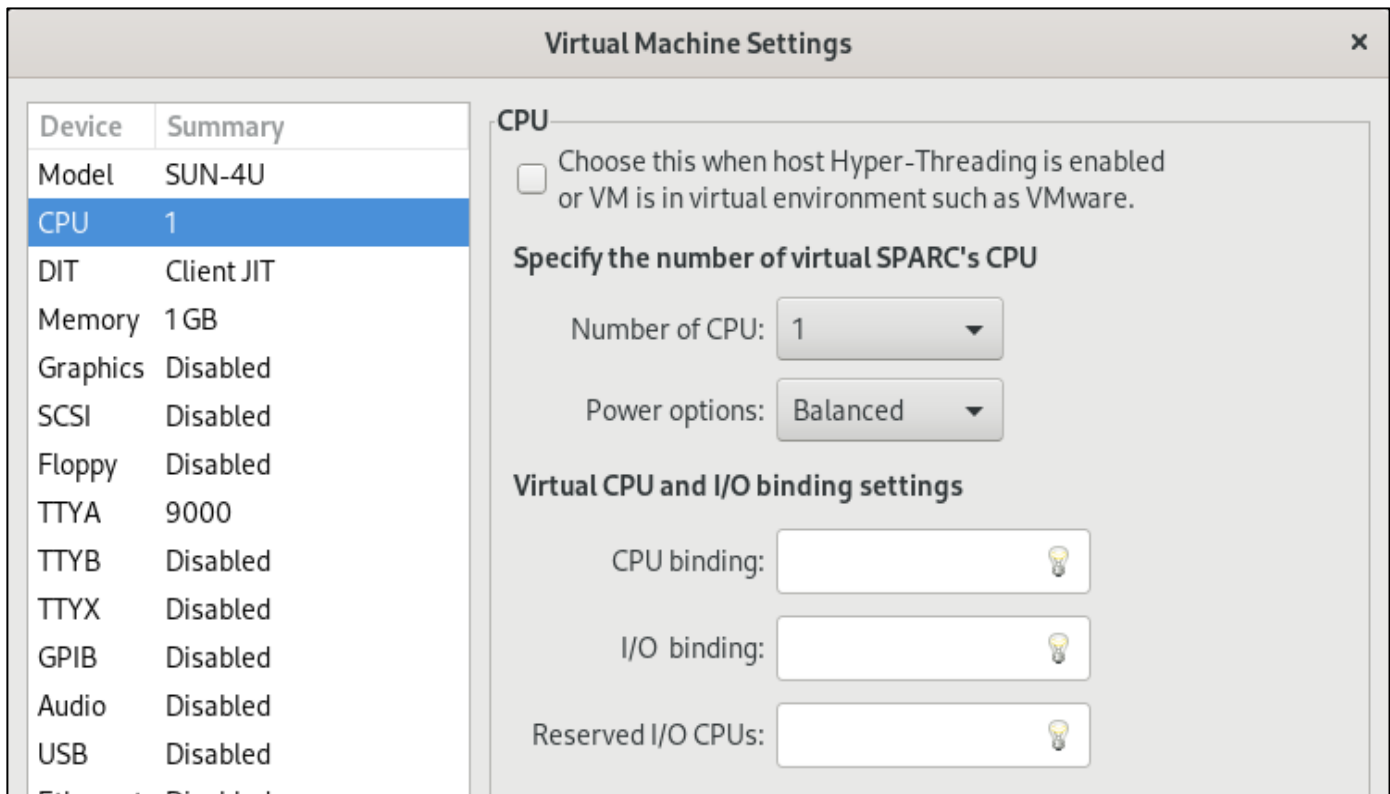 Virtual Machine Settings
Device Summary
Model SUN-4U
CPU 1
DIT Client JIT
Memory 1 GB
Graphics Disabled
SCSI Disabled
Floppy Disabled
TTYA 9000
TTYB Disabled
TTYX Disabled
GPIB Disabled
Audio Disabled
USB Disabled
CPU
Choose this when host Hyper-Threading is enabled
or VM is in virtual environment such as VMware.
Specify the number of virtual SPARC's CPU
Number of CPU: 1
Power options: Balanced
Virtual CPU and I/O binding settings
CPU binding:
I/O binding:
Reserved I/O CPUs: